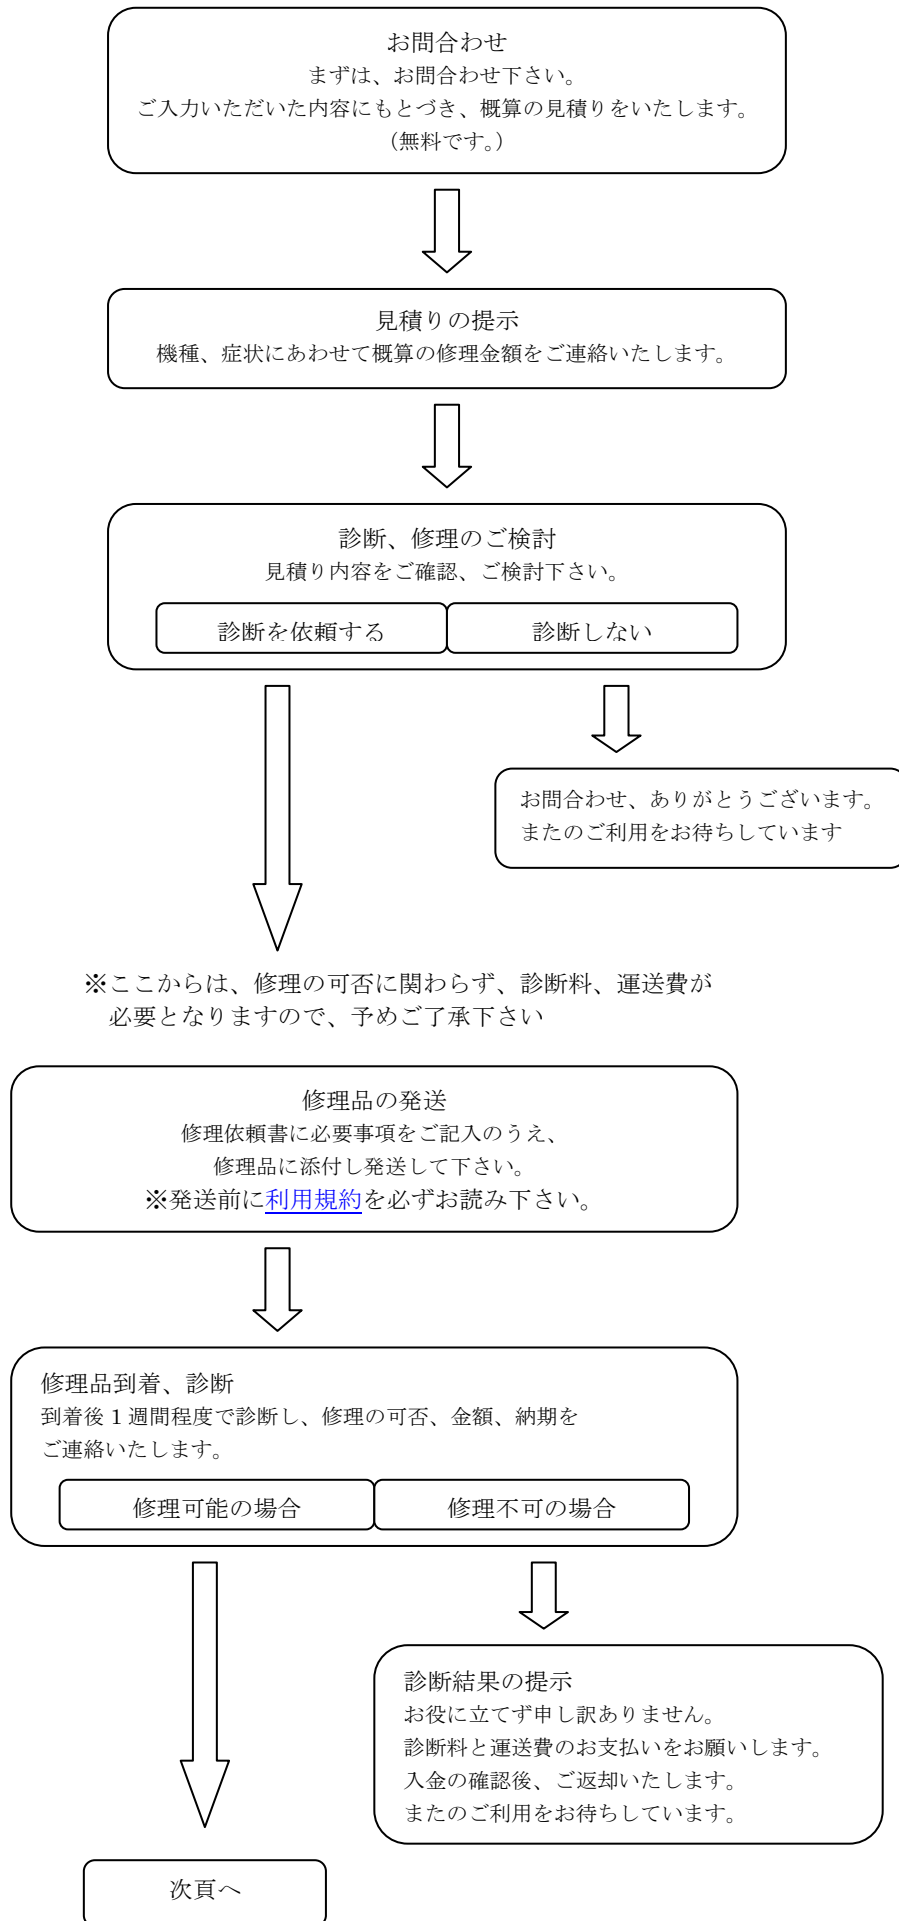 お問合わせ
まずは、お問合わせ下さい。
ご入力いただいた内容にもとづき、概算の見積りをいたします。
（無料です。）
見積りの提示
機種、症状にあわせて概算の修理金額をご連絡いたします。
診断、修理のご検討
見積り内容をご確認、ご検討下さい。
診断を依頼する
診断しない
お問合わせ、ありがとうございます。
またのご利用をお待ちしています
※ここからは、修理の可否に関わらず、診断料、運送費が
必要となりますので、予めご了承下さい
修理品の発送
修理依頼書に必要事項をご記入のうえ、
修理品に添付し発送して下さい。
※発送前に利用規約を必ずお読み下さい。
修理品到着、診断
到着後１週間程度で診断し、修理の可否、金額、納期を
ご連絡いたします。
修理可能の場合
修理不可の場合
診断結果の提示
お役に立てず申し訳ありません。
診断料と運送費のお支払いをお願いします。
入金の確認後、ご返却いたします。
またのご利用をお待ちしています。
次頁へ